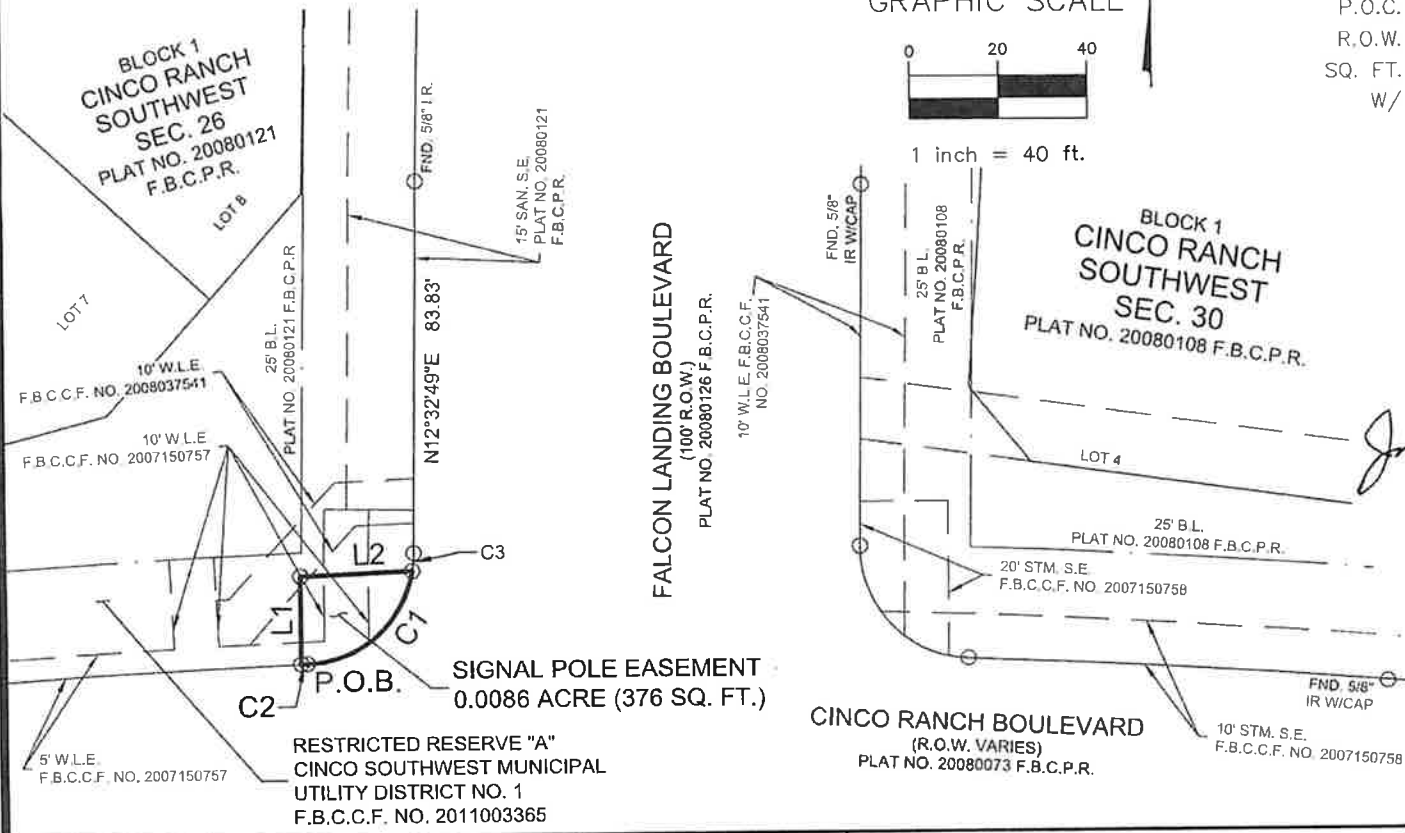 GRAPHIC SCALE
0 20 40
1 inch = 40 ft.
P.O.C.
R.O.W.
SQ. FT.
W/
BLOCK 1
CINCO RANCH
SOUTHWEST
SEC. 26
PLAT NO. 20080121
F.B.C.P.R.
LOT 8
LOT 7
25' B.L.
PLAT NO. 20080121 F.B.C.P.R
FND. 5/8" I.R.
15' SAN. S.E.
PLAT NO. 20080121
F.B.C.P.R.
N12°32'49"E 83.83'
10' W.L.E.
F.B.C.C.F. NO. 2008037541
10' W.L.E
F.B.C.C.F. NO. 2007150757
FALCON LANDING BOULEVARD
(100' R.O.W.)
PLAT NO. 20080126 F.B.C.P.R.
10' W.L.E. F.B.C.C.F.
NO. 2008037541
FND. 5/8"
IR W/CAP
25' B.L.
PLAT NO. 20080108
F.B.C.P.R.
BLOCK 1
CINCO RANCH
SOUTHWEST
SEC. 30
PLAT NO. 20080108 F.B.C.P.R.
LOT 4
25' B.L.
PLAT NO. 20080108 F.B.C.P.R.
20' STM. S.E.
F.B.C.C.F. NO. 2007150758
L2
C3
L1
C1
P.O.B.
C2
SIGNAL POLE EASEMENT
0.0086 ACRE (376 SQ. FT.)
5' W.L.E.
F.B.C.C.F. NO. 2007150757
RESTRICTED RESERVE "A"
CINCO SOUTHWEST MUNICIPAL
UTILITY DISTRICT NO. 1
F.B.C.C.F. NO. 2011003365
CINCO RANCH BOULEVARD
(R.O.W. VARIES)
PLAT NO. 20080073 F.B.C.P.R.
FND. 5/8"
IR W/CAP
10' STM. S.E.
F.B.C.C.F. NO. 2007150758